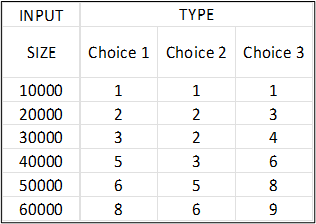 INPUT TYPE
SIZE Choice 1 Choice 2 Choice 3
10000 1 1 1
20000 2 2 3
30000 3 2 4
40000 5 3 6
50000 6 5 8
60000 8 6 9